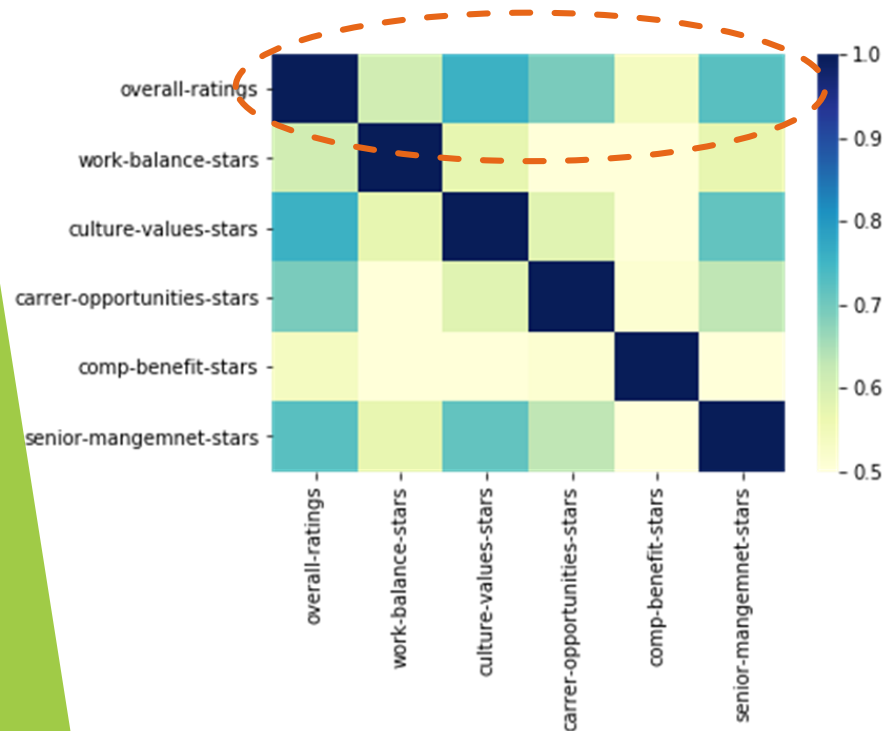 overall-ratings
work-balance-stars
culture-values-stars
carrer-opportunities-stars
comp-benefit-stars
senior-mangemnet-stars
1.0
0.9
0.8
0.7
0.6
0.5
overall-ratings
work-balance-stars
culture-values-stars
carrer-opportunities-stars
comp-benefit-stars
senior-mangemnet-stars